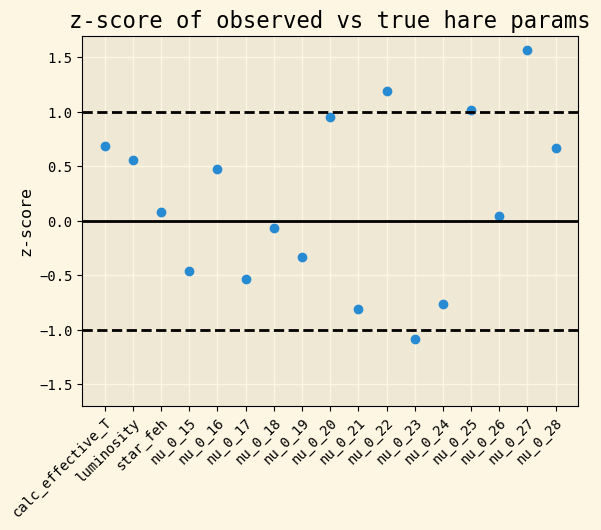 z-score of observed vs true hare params
z-score
1.5
1.0
0.5
0.0
−0.5
−1.0
−1.5
calc_effective_T
luminosity
star_feh
nu_0_15
nu_0_16
nu_0_17
nu_0_18
nu_0_19
nu_0_20
nu_0_21
nu_0_22
nu_0_23
nu_0_24
nu_0_25
nu_0_26
nu_0_27
nu_0_28